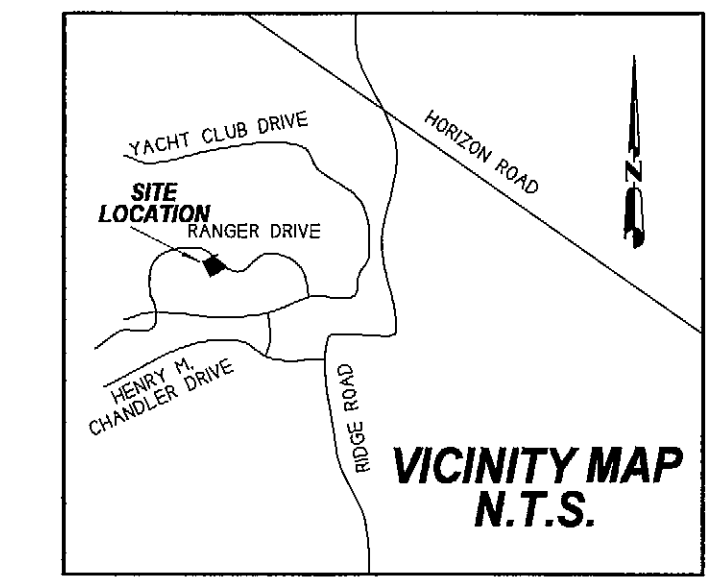 YACHT CLUB DRIVE
HORIZON ROAD
N
SITE
LOCATION
RANGER DRIVE
HENRY M.
CHANDLER DRIVE
RIDGE ROAD
VICINITY MAP
N.T.S.